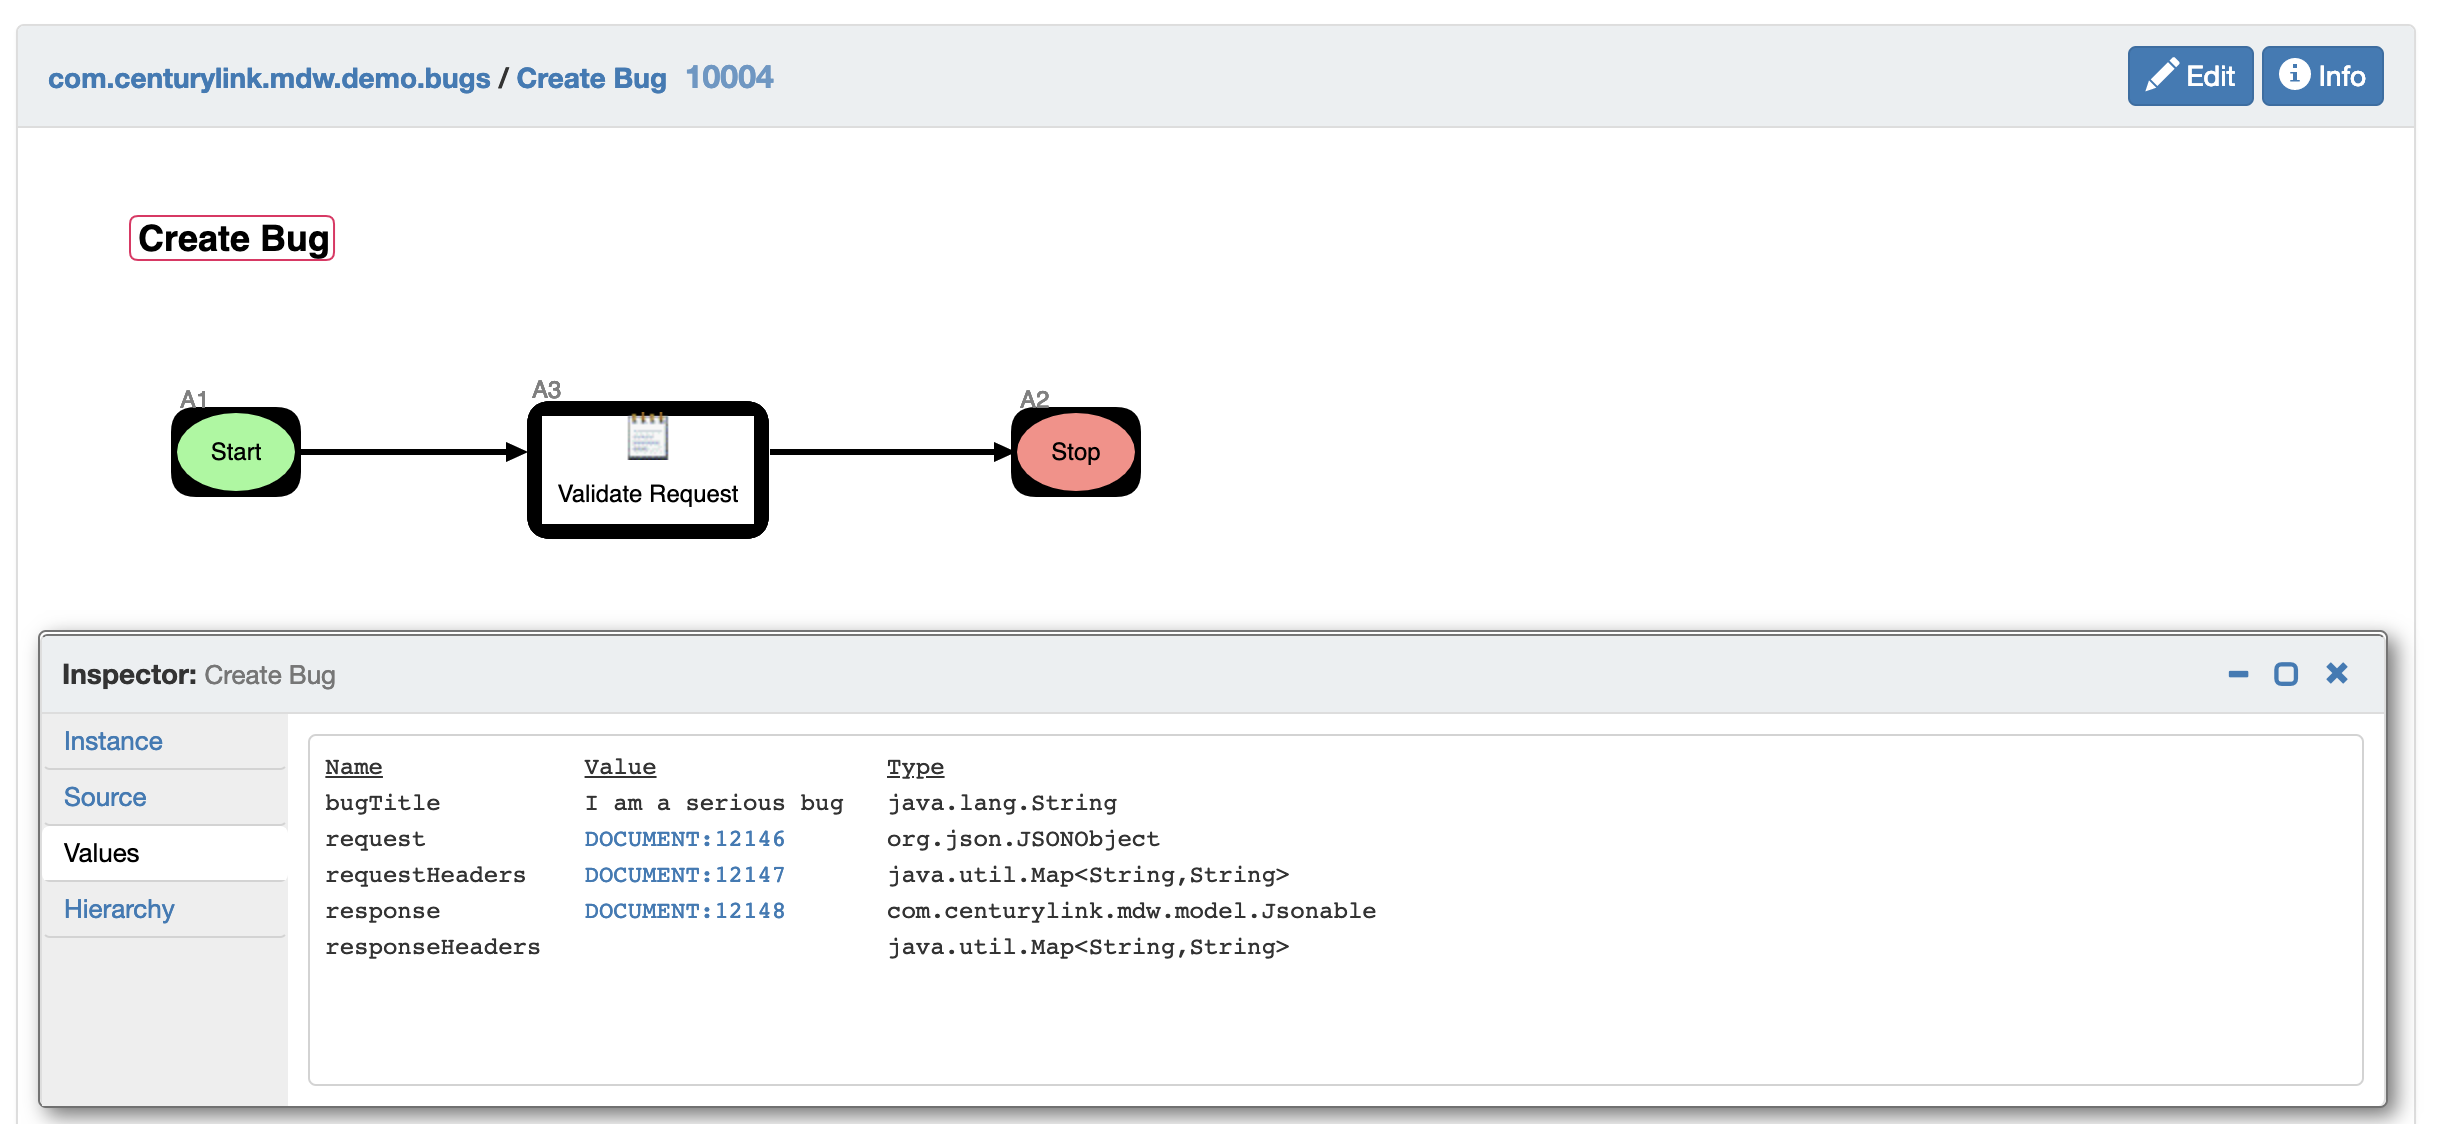 com.centurylink.mdw.demo.bugs / Create Bug 10004
Edit
Info
Create Bug
A1
Start
A3
Validate Request
A2
Stop
Inspector: Create Bug
Instance
Source
Values
Hierarchy
Name Value Type
bugTitle I am a serious bug java.lang.String
request DOCUMENT:12146 org.json.JSONObject
requestHeaders DOCUMENT:12147 java.util.Map<String,String>
response DOCUMENT:12148 com.centurylink.mdw.model.Jsonable
responseHeaders java.util.Map<String,String>